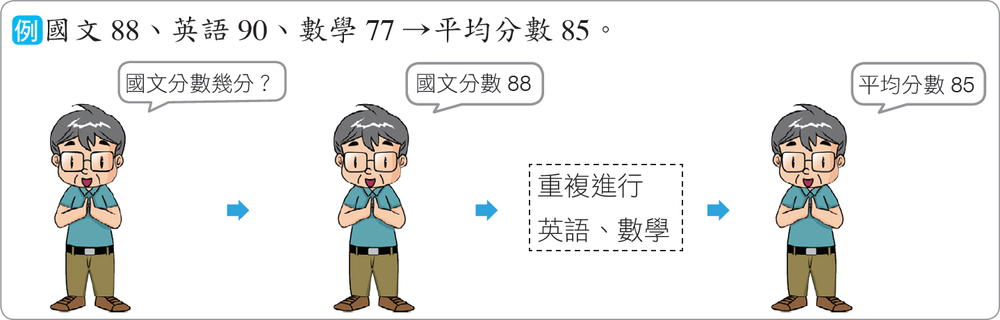 例國文 88、英語 90、數學 77→平均分數 85。
國文分數幾分？
國文分數 88
重複進行
英語、數學
平均分數 85